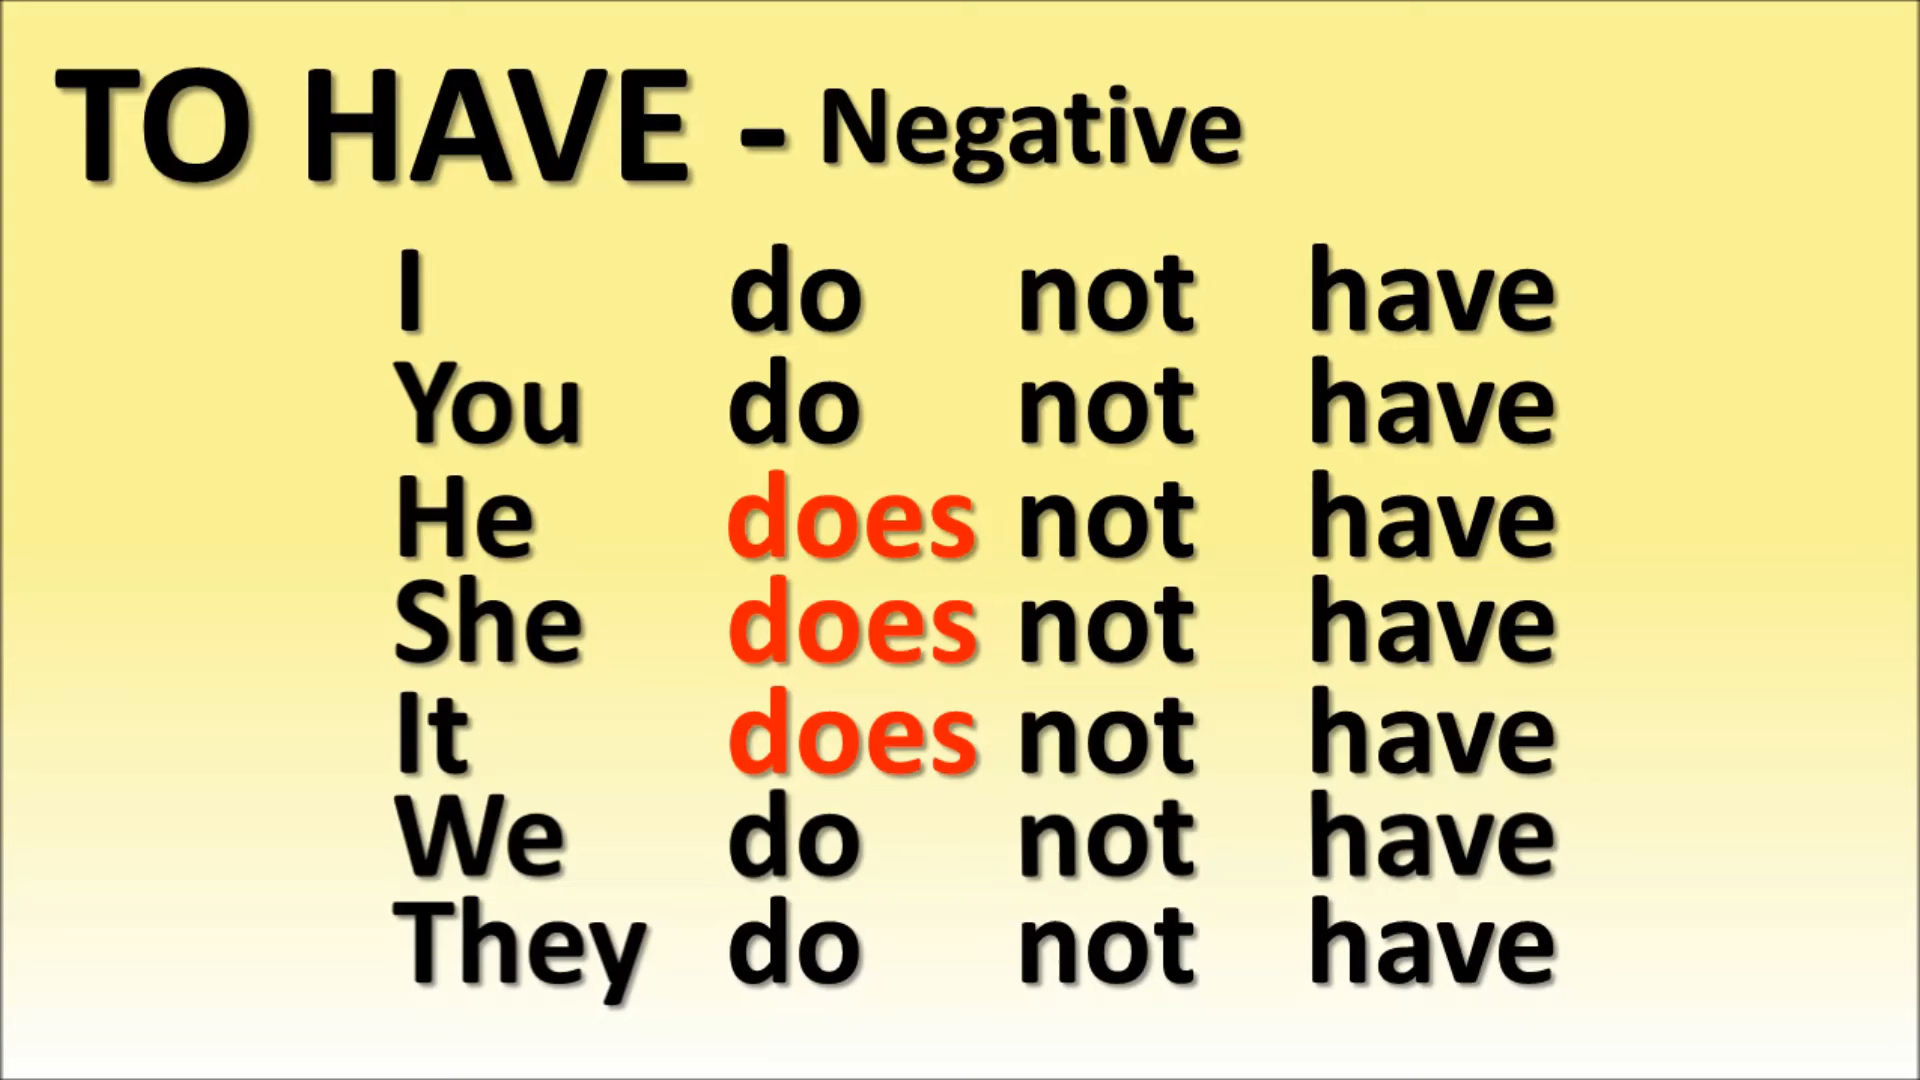 TO HAVE - Negative
I do not have
You do not have
He does not have
She does not have
It does not have
We do not have
They do not have